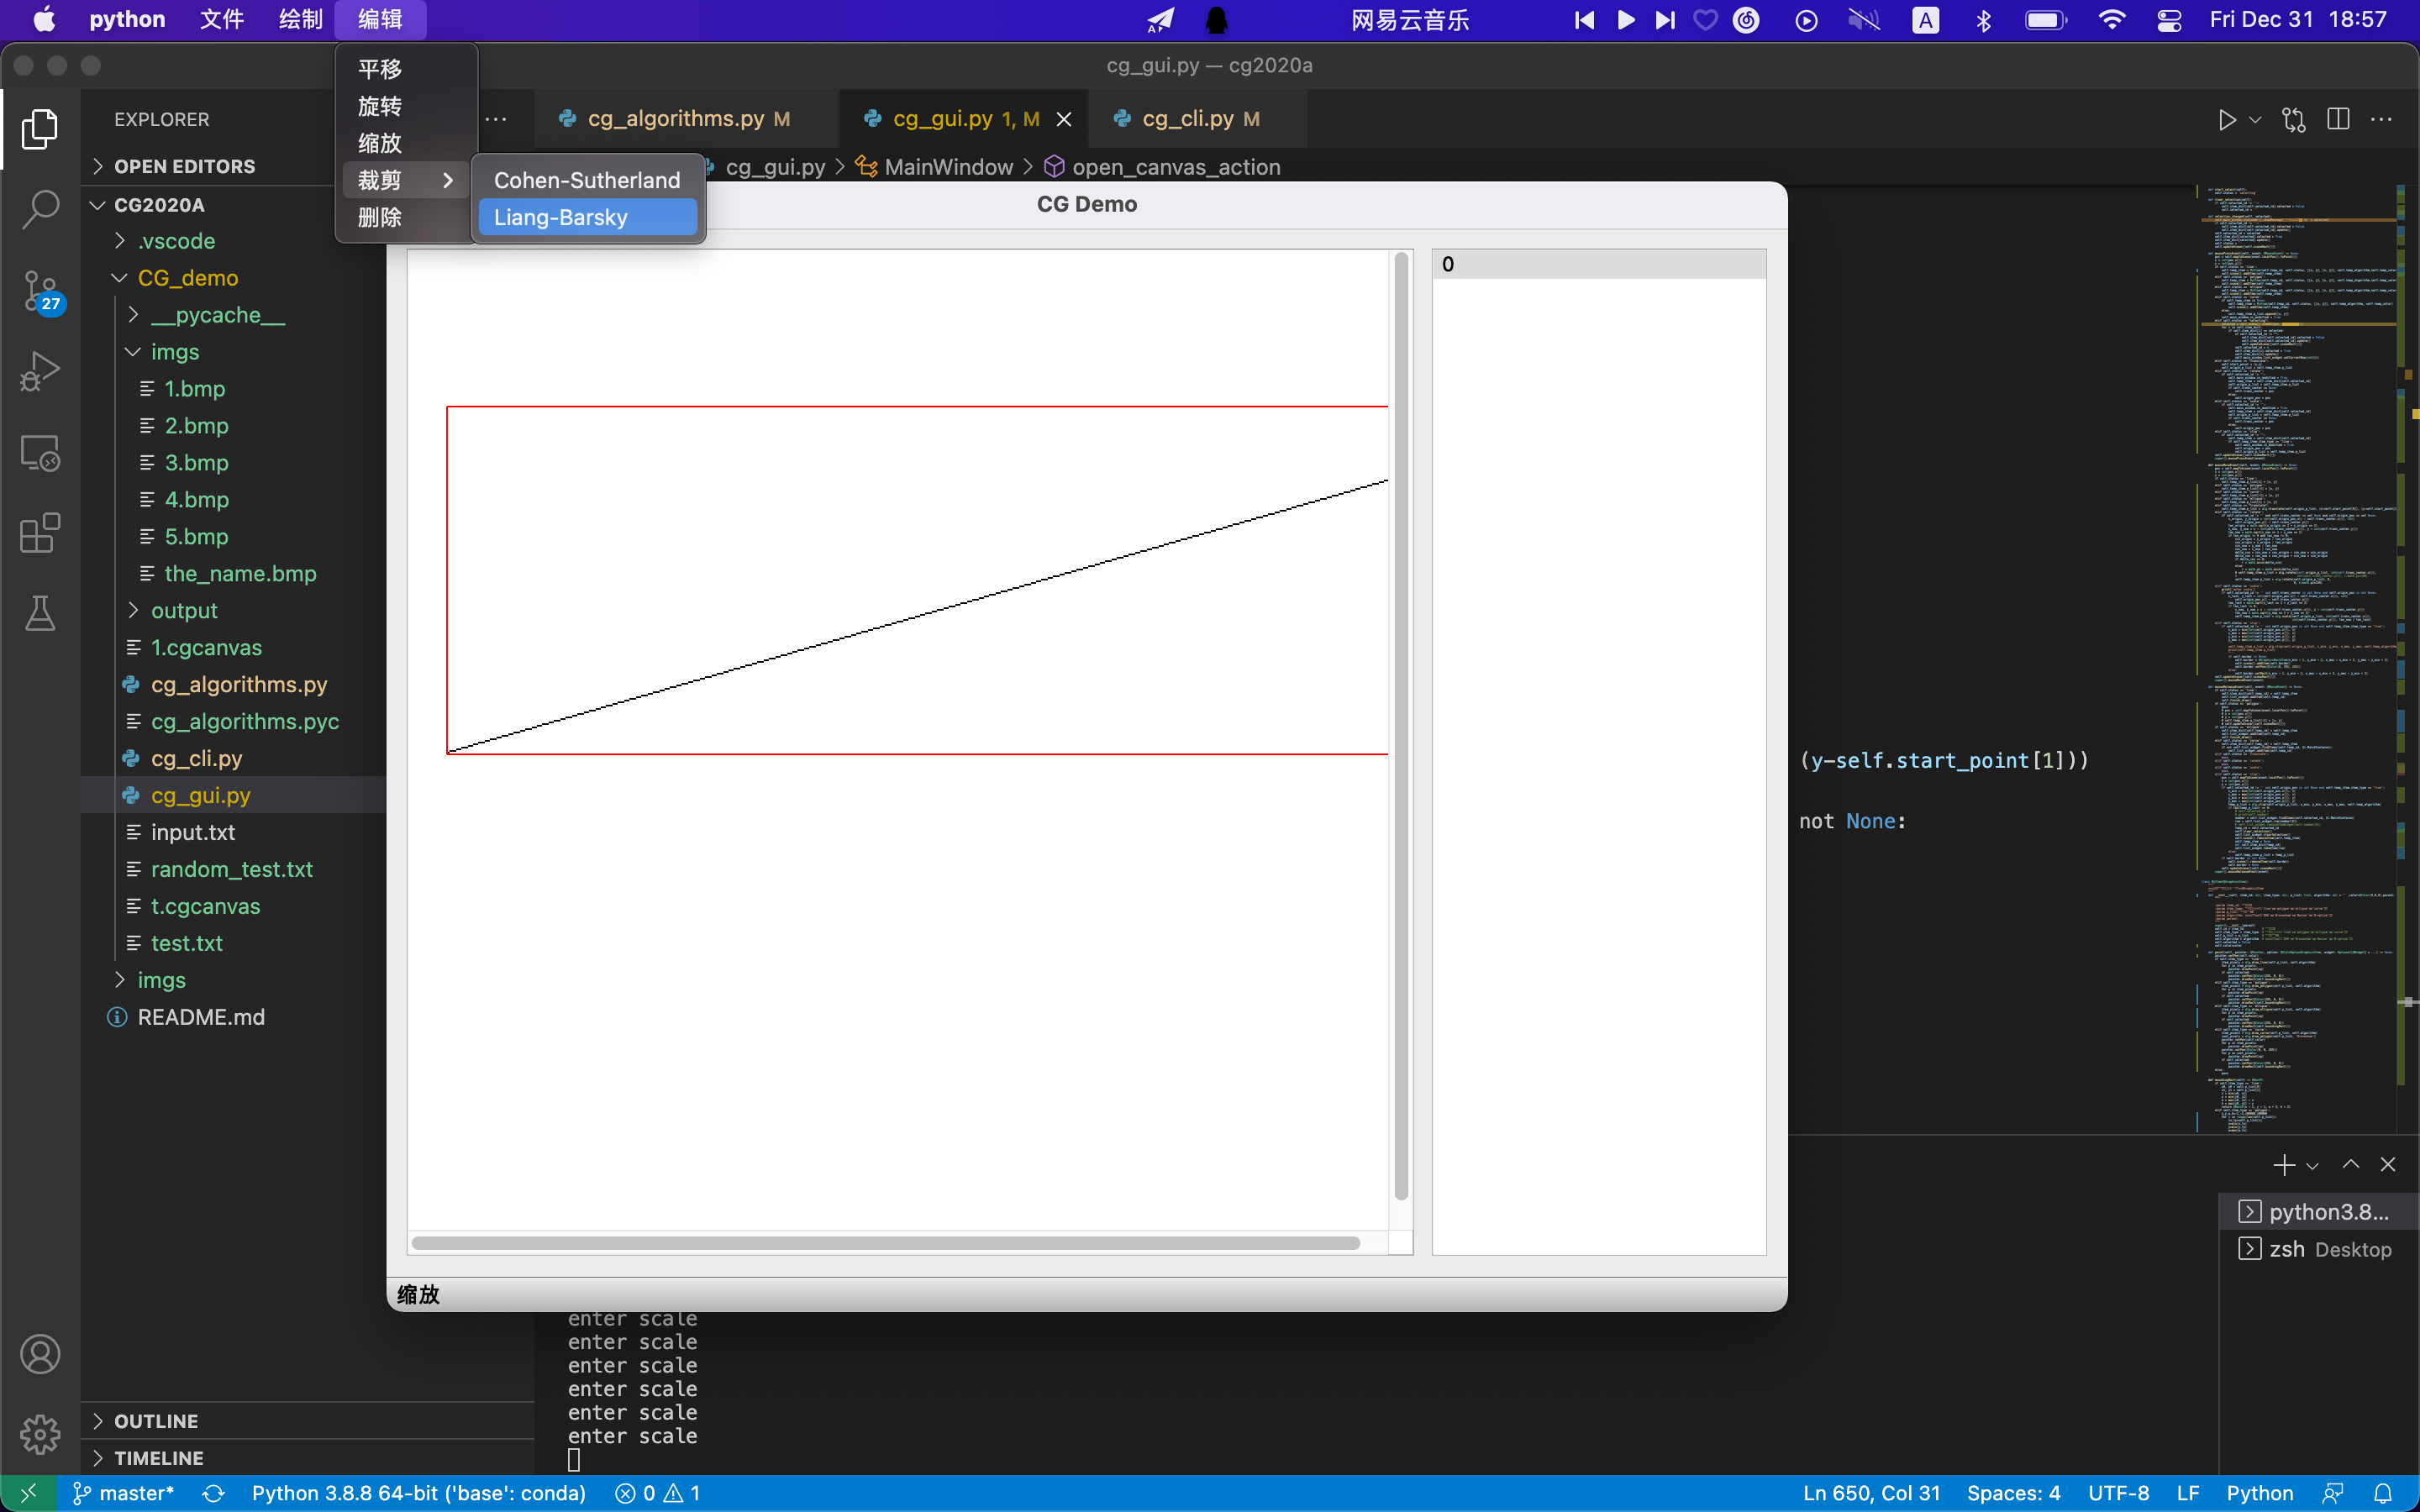 python 文件 绘制 编辑 网易云音乐 A Fri Dec 31 18:57
平移
旋转
缩放
裁剪
删除
Cohen-Sutherland
Liang-Barsky
cg_gui.py — cg2020a
EXPLORER
cg_algorithms.py M
cg_gui.py 1, M
cg_cli.py M
cg_gui.py > MainWindow > open_canvas_action
OPEN EDITORS
CG2020A
.vscode
CG_demo
__pycache__
imgs
1.bmp
2.bmp
3.bmp
4.bmp
5.bmp
the_name.bmp
output
1.cgcanvas
cg_algorithms.py
cg_algorithms.pyc
cg_cli.py
cg_gui.py
input.txt
random_test.txt
t.cgcanvas
test.txt
imgs
README.md
27
CG Demo
0
缩放
(y-self.start_point[1]))
not None:
enter scale
enter scale
enter scale
enter scale
enter scale
enter scale
python3.8...
zsh Desktop
OUTLINE
TIMELINE
master* Python 3.8.8 64-bit ('base': conda) 0 1 Ln 650, Col 31 Spaces: 4 UTF-8 LF Python